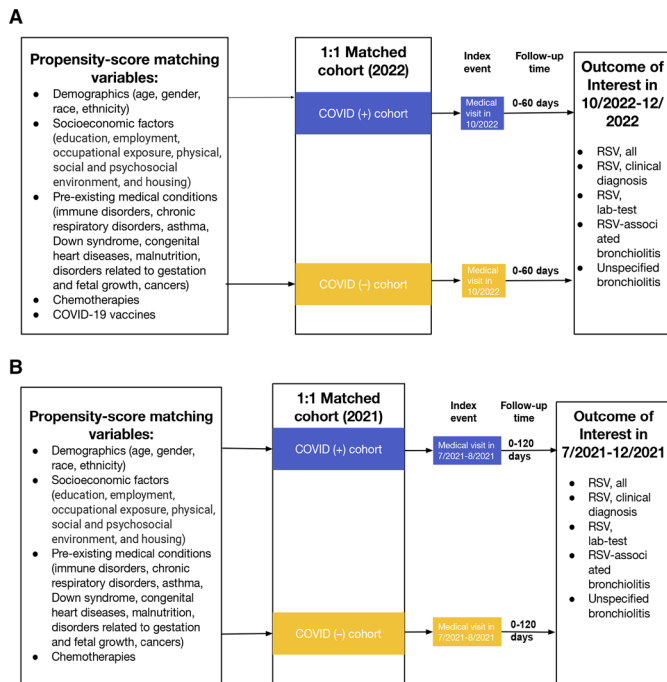 A
Propensity-score matching
variables:
● Demographics (age, gender,
race, ethnicity)
● Socioeconomic factors
(education, employment,
occupational exposure, physical,
social and psychosocial
environment, and housing)
● Pre-existing medical conditions
(immune disorders, chronic
respiratory disorders, asthma,
Down syndrome, congenital
heart diseases, malnutrition,
disorders related to gestation
and fetal growth, cancers)
● Chemotherapies
● COVID-19 vaccines
1:1 Matched
cohort (2022)
COVID (+) cohort
COVID (–) cohort
Index
event
Medical
visit in
10/2022
Medical
visit in
10/2022
Follow-up
time
0-60 days
0-60 days
Outcome of
Interest in
10/2022-12/
2022
● RSV, all
● RSV, clinical
diagnosis
● RSV,
lab-test
● RSV-associ
ated
bronchiolitis
● Unspecified
bronchiolitis
B
Propensity-score matching
variables:
● Demographics (age, gender,
race, ethnicity)
● Socioeconomic factors
(education, employment,
occupational exposure, physical,
social and psychosocial
environment, and housing)
● Pre-existing medical conditions
(immune disorders, chronic
respiratory disorders, asthma,
Down syndrome, congenital
heart diseases, malnutrition,
disorders related to gestation
and fetal growth, cancers)
● Chemotherapies
1:1 Matched
cohort (2021)
COVID (+) cohort
COVID (–) cohort
Index
event
Medical visit in
7/2021-8/2021
Medical visit in
7/2021-8/2021
Follow-up
time
0-120
days
0-120
days
Outcome of
Interest in
7/2021-12/2021
● RSV, all
● RSV, clinical
diagnosis
● RSV,
lab-test
● RSV-associ
ated
bronchiolitis
● Unspecified
bronchiolitis